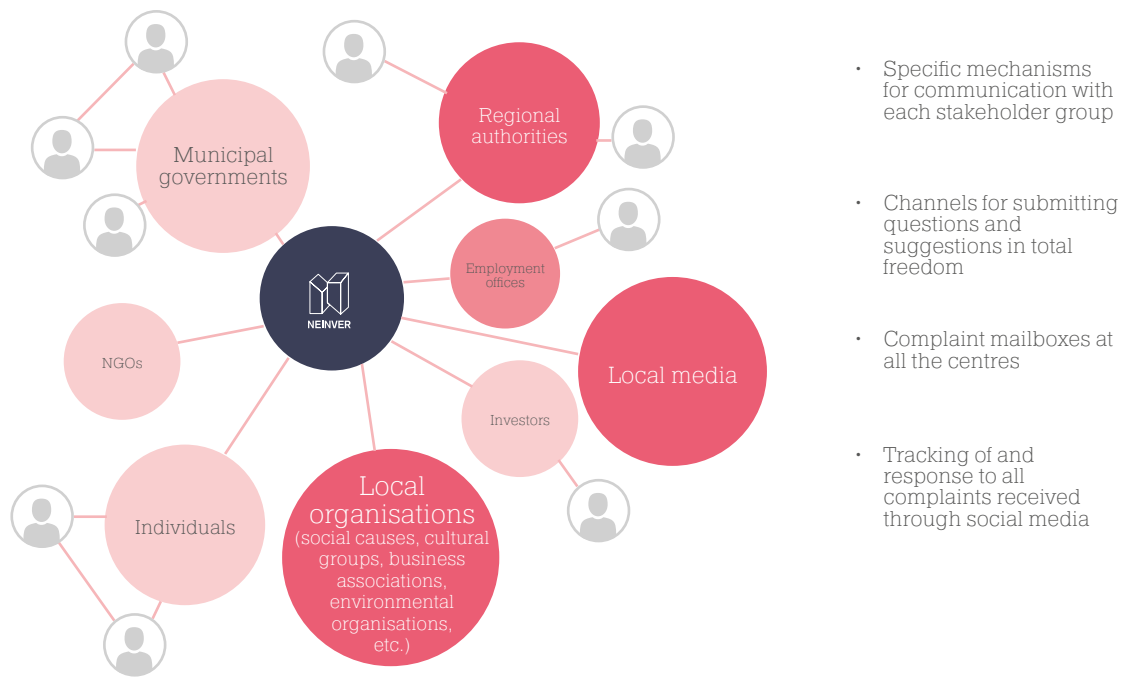 Regional
authorities
Municipal
governments
Employment
offices
NEINVER
NGOs
Local media
Investors
Individuals
Local
organisations
(social causes, cultural
groups, business
associations,
environmental
organisations,
etc.)
• Specific mechanisms
for communication with
each stakeholder group
• Channels for submitting
questions and
suggestions in total
freedom
• Complaint mailboxes at
all the centres
• Tracking of and
response to all
complaints received
through social media